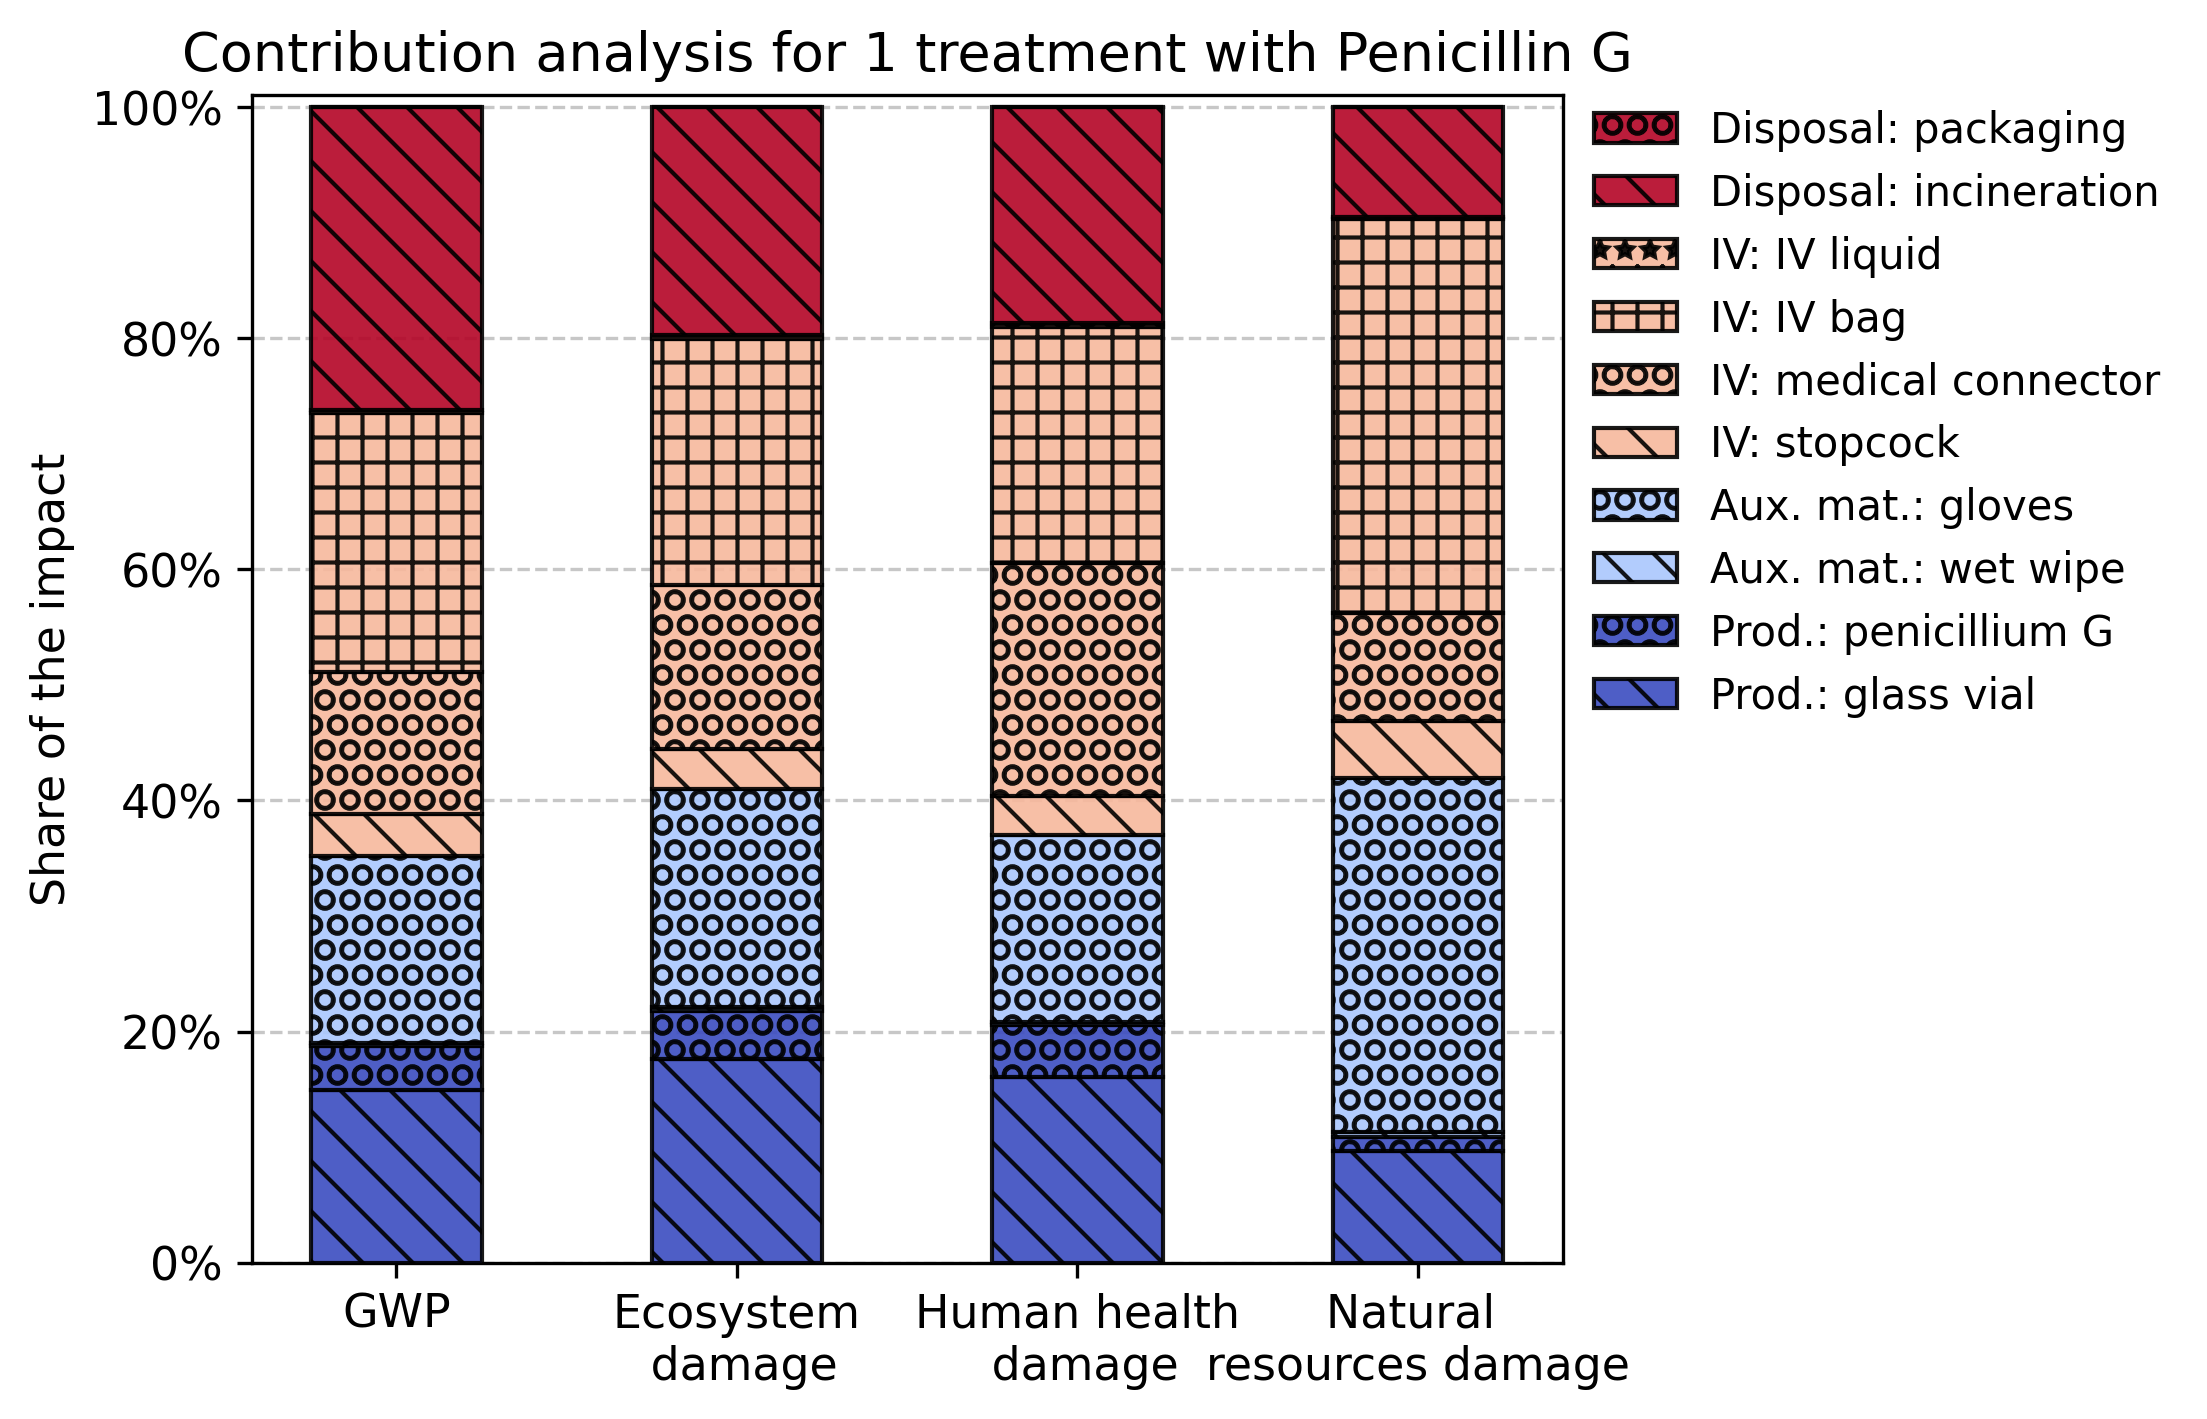 Contribution analysis for 1 treatment with Penicillin G
Share of the impact
100%
80%
60%
40%
20%
0%
GWP
Ecosystem
damage
Human health
damage
Natural
resources damage
Disposal: packaging
Disposal: incineration
IV: IV liquid
IV: IV bag
IV: medical connector
IV: stopcock
Aux. mat.: gloves
Aux. mat.: wet wipe
Prod.: penicillium G
Prod.: glass vial